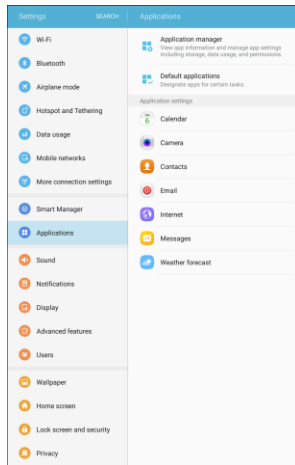 Settings
SEARCH
Wi-Fi
Bluetooth
Airplane mode
Hotspot and Tethering
Data usage
Mobile networks
More connection settings
Smart Manager
Applications
Sound
Notifications
Display
Advanced features
Users
Wallpaper
Home screen
Lock screen and security
Privacy
Applications
Application manager
View app information and manage app settings
including storage, data usage, and permissions.
Default applications
Designate apps for certain tasks.
Application settings
6
Calendar
Camera
Contacts
Email
Internet
Messages
Weather forecast